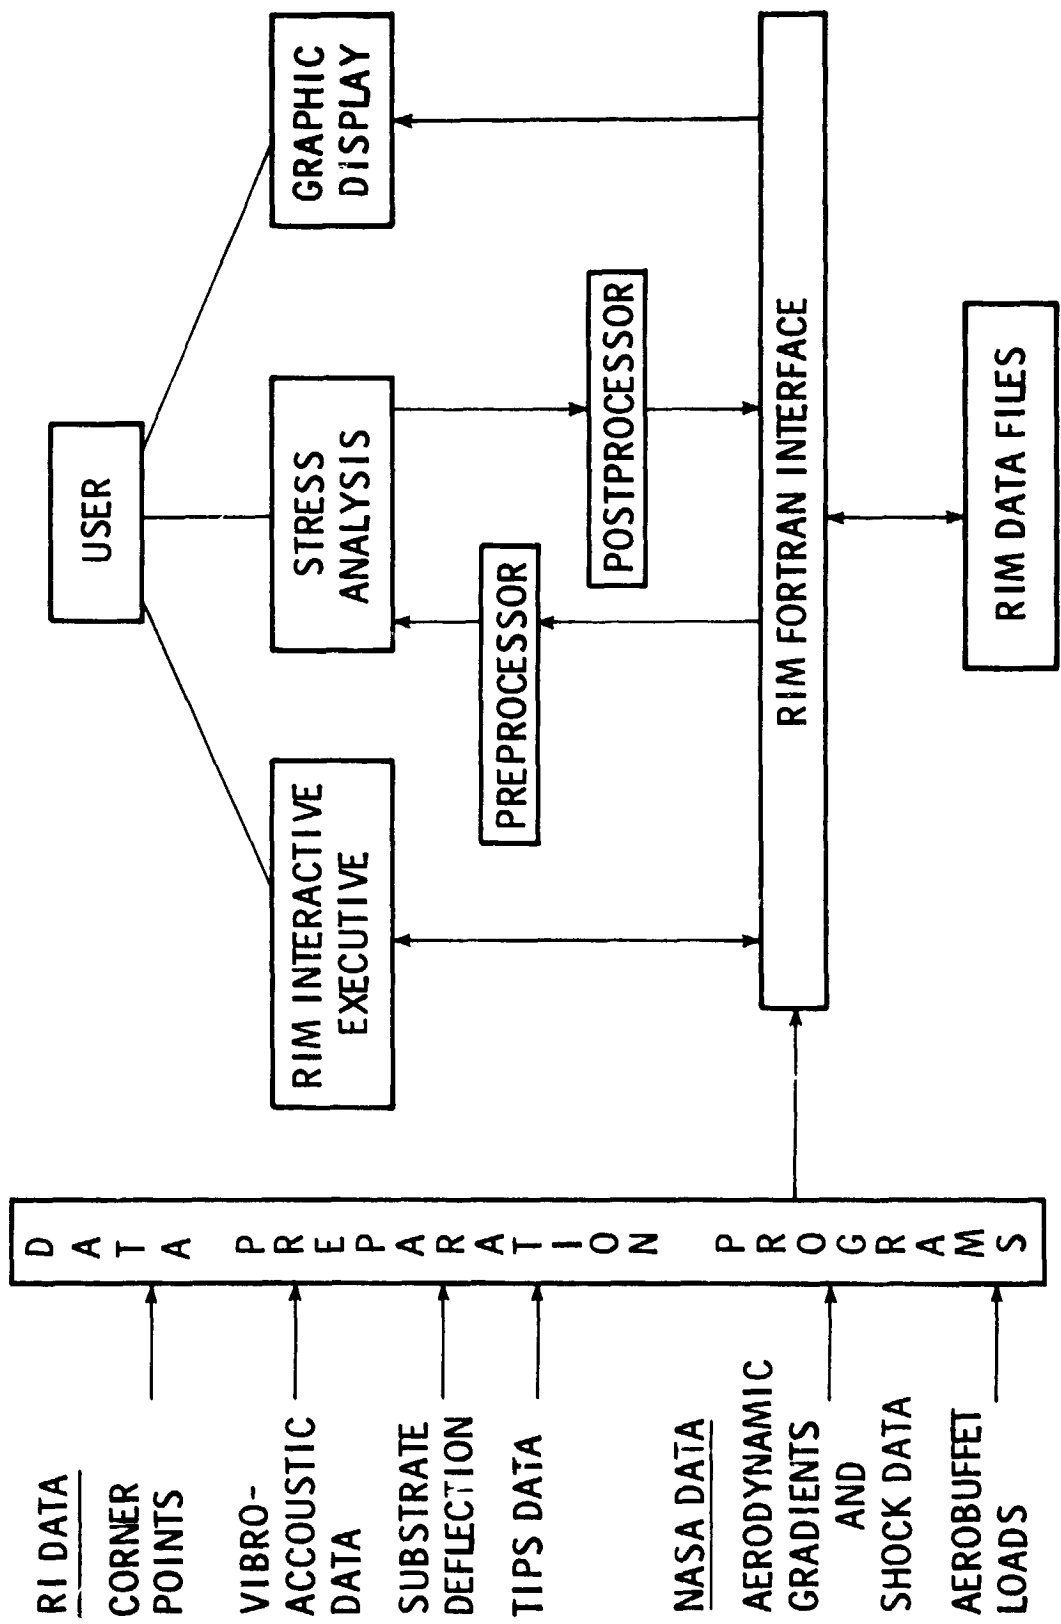 RI DATA
CORNER
POINTS
VIBRO-
ACCOUSTIC
DATA
SUBSTRATE
DEFLECTION
TIPS DATA
NASA DATA
AERODYNAMIC
GRADIENTS
AND
SHOCK DATA
AEROBUFFET
LOADS
DATA PREPARATION PROGRAMS
USER
RIM INTERACTIVE
EXECUTIVE
STRESS
ANALYSIS
GRAPHIC
DISPLAY
PREPROCESSOR
POSTPROCESSOR
RIM FORTRAN INTERFACE
RIM DATA FILES